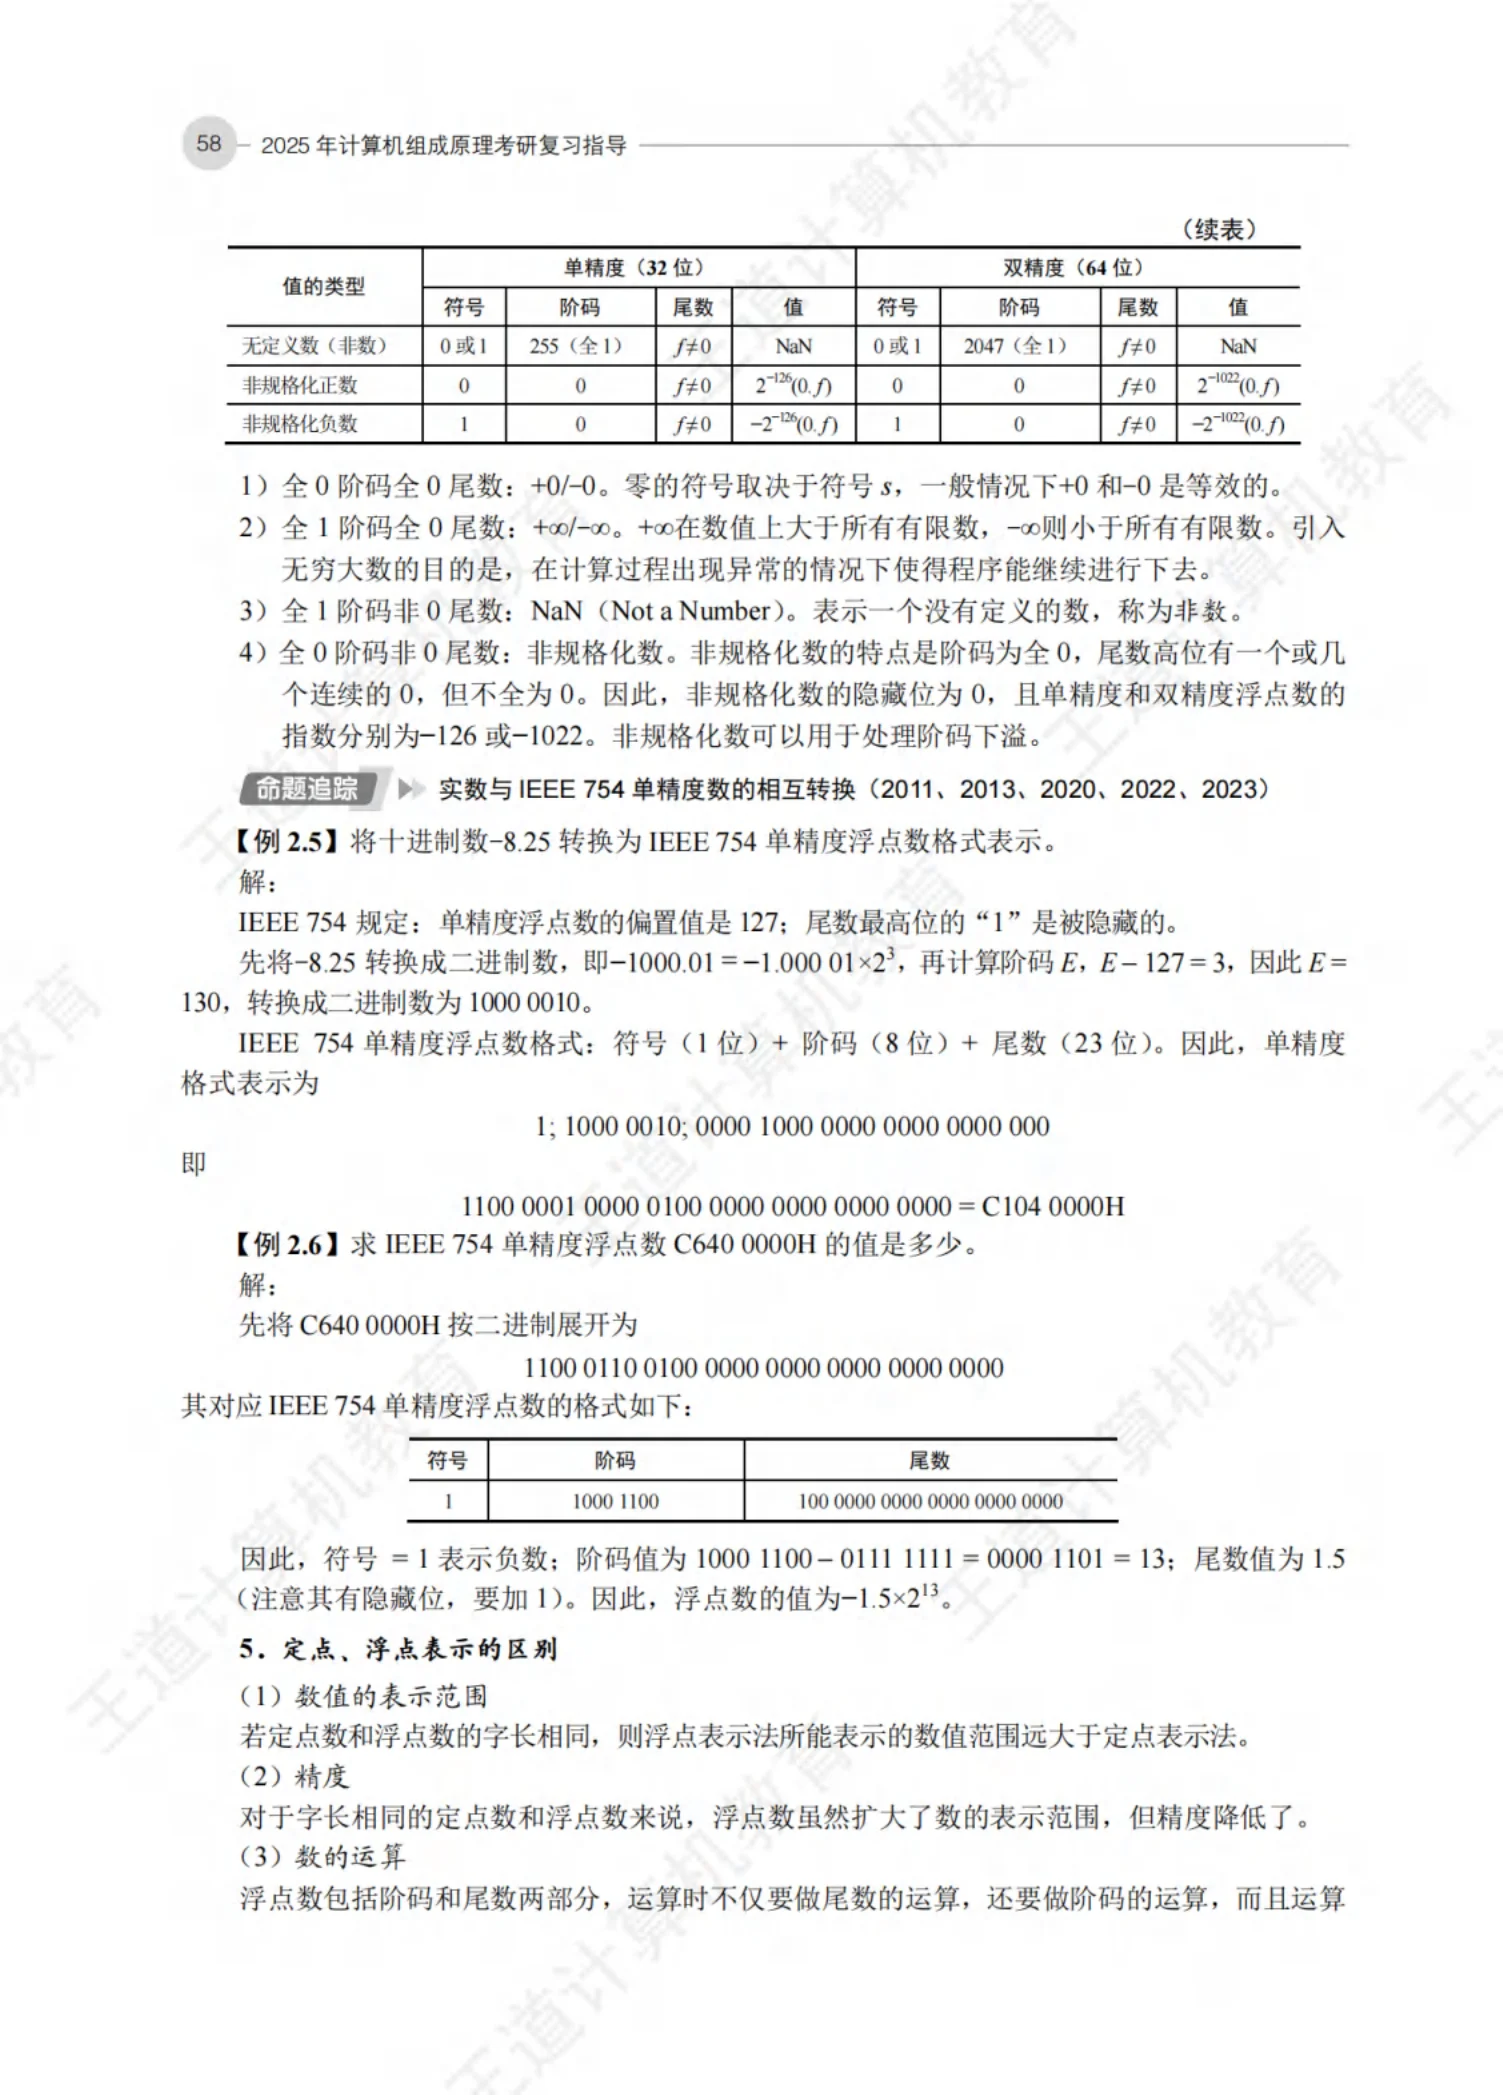 58 2025 年计算机组成原理考研复习指导
（续表）
值的类型 单精度（32 位） 双精度（64 位）
符号 阶码 尾数 值 符号 阶码 尾数 值
无定义数（非数） 0 或 1 255（全 1） f≠0 NaN 0 或 1 2047（全 1） f≠0 NaN
非规格化正数 0 0 f≠0 2⁻¹²⁶(0.f) 0 0 f≠0 2⁻¹⁰²²(0.f)
非规格化负数 1 0 f≠0 −2⁻¹²⁶(0.f) 1 0 f≠0 −2⁻¹⁰²²(0.f)
1）全 0 阶码全 0 尾数：+0/−0。零的符号取决于符号 s，一般情况下+0 和−0 是等效的。
2）全 1 阶码全 0 尾数：+∞/−∞。+∞在数值上大于所有有限数，−∞则小于所有有限数。引入
无穷大数的目的是，在计算过程出现异常的情况下使得程序能继续进行下去。
3）全 1 阶码非 0 尾数：NaN（Not a Number）。表示一个没有定义的数，称为非数。
4）全 0 阶码非 0 尾数：非规格化数。非规格化数的特点是阶码为全 0，尾数高位有一个或几
个连续的 0，但不全为 0。因此，非规格化数的隐藏位为 0，且单精度和双精度浮点数的
指数分别为−126 或−1022。非规格化数可以用于处理阶码下溢。
命题追踪 实数与 IEEE 754 单精度数的相互转换（2011、2013、2020、2022、2023）
【例 2.5】将十进制数−8.25 转换为 IEEE 754 单精度浮点数格式表示。
解：
IEEE 754 规定：单精度浮点数的偏置值是 127；尾数最高位的“1”是被隐藏的。
先将−8.25 转换成二进制数，即−1000.01 = −1.000 01×2³，再计算阶码 E，E − 127 = 3，因此 E =
130，转换成二进制数为 1000 0010。
IEEE 754 单精度浮点数格式：符号（1 位）+ 阶码（8 位）+ 尾数（23 位）。因此，单精度
格式表示为
1; 1000 0010; 0000 1000 0000 0000 0000 000
即
1100 0001 0000 0100 0000 0000 0000 0000 = C104 0000H
【例 2.6】求 IEEE 754 单精度浮点数 C640 0000H 的值是多少。
解：
先将 C640 0000H 按二进制展开为
1100 0110 0100 0000 0000 0000 0000 0000
其对应 IEEE 754 单精度浮点数的格式如下：
符号 阶码 尾数
1 1000 1100 100 0000 0000 0000 0000 0000
因此，符号 = 1 表示负数；阶码值为 1000 1100 − 0111 1111 = 0000 1101 = 13；尾数值为 1.5
（注意其有隐藏位，要加 1）。因此，浮点数的值为−1.5×2¹³。
5．定点、浮点表示的区别
（1）数值的表示范围
若定点数和浮点数的字长相同，则浮点表示法所能表示的数值范围远大于定点表示法。
（2）精度
对于字长相同的定点数和浮点数来说，浮点数虽然扩大了数的表示范围，但精度降低了。
（3）数的运算
浮点数包括阶码和尾数两部分，运算时不仅要做尾数的运算，还要做阶码的运算，而且运算